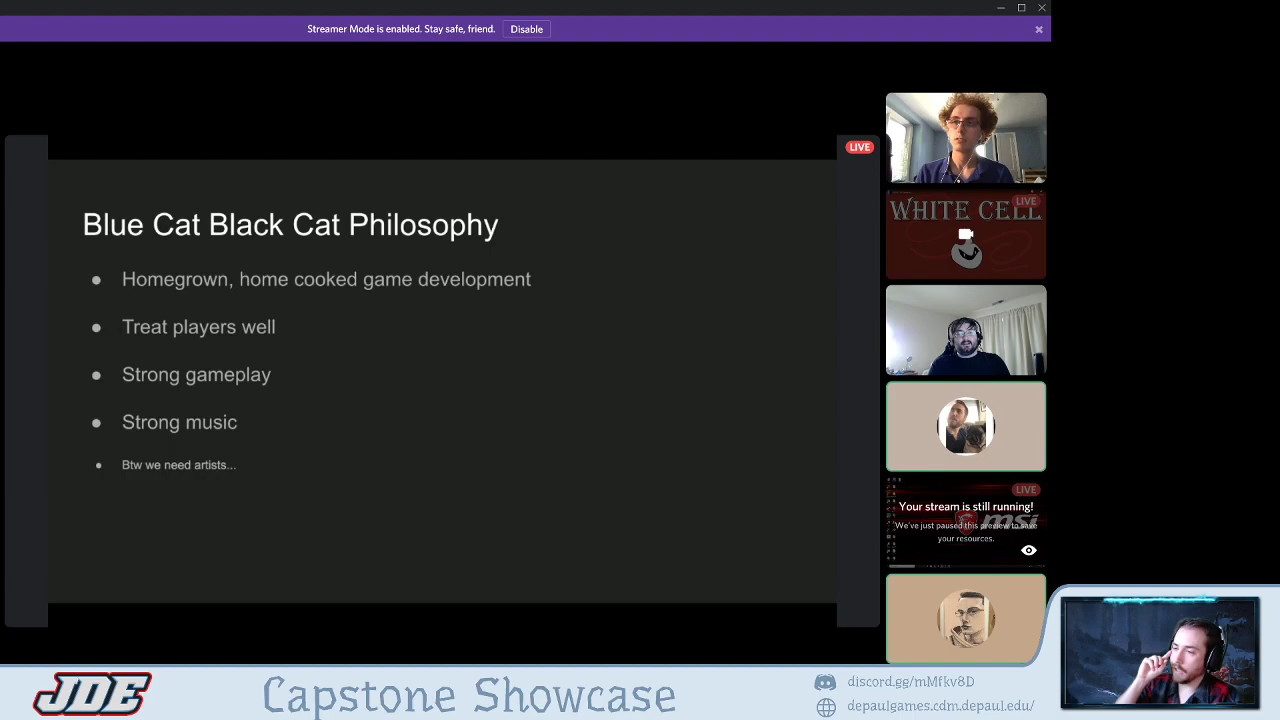 Streamer Mode is enabled. Stay safe, friend. Disable
LIVE
Blue Cat Black Cat Philosophy
Homegrown, home cooked game development
Treat players well
Strong gameplay
Strong music
Btw we need artists...
LIVE
WHITE CELL
LIVE
Your stream is still running!
We've just paused this preview to save
your resources.
msi
JDE
Capstone Showcase
discord.gg/mMfkv8D
depaulgames.cdm.depaul.edu/